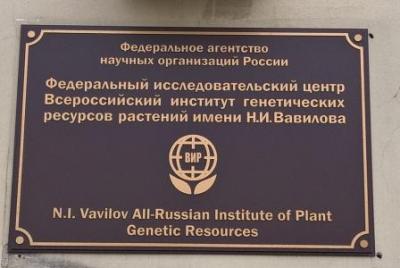 Федеральное агентство
научных организаций России
Федеральный исследовательский центр
Всероссийский институт генетических
ресурсов растений имени Н.И.Вавилова
ВИР
N.I. Vavilov All-Russian Institute of Plant
Genetic Resources